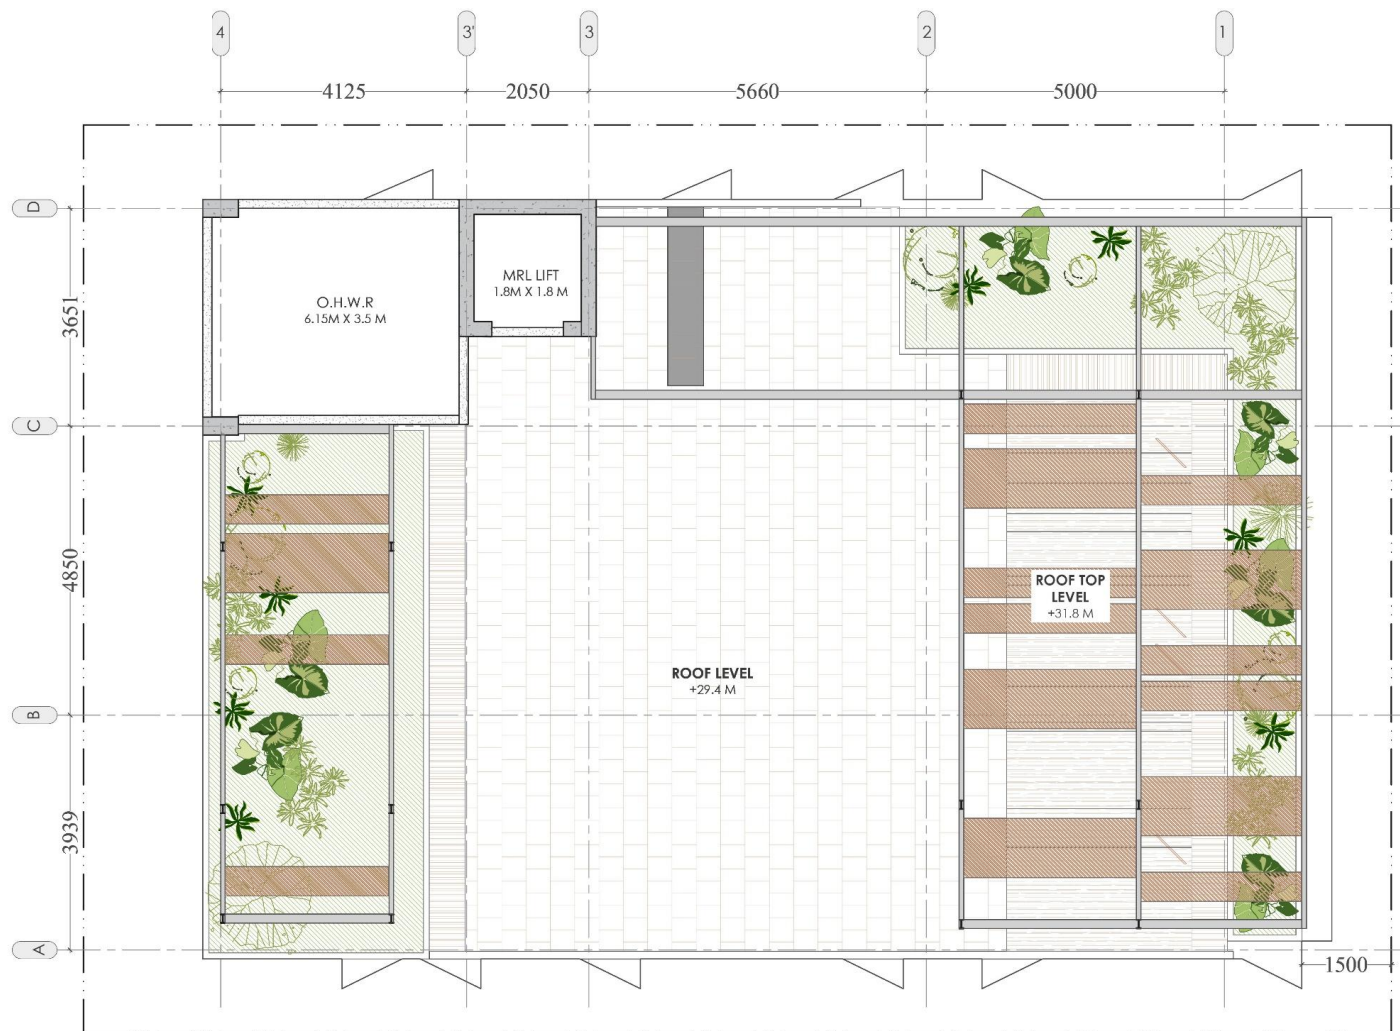 4
3'
3
2
1
4125
2050
5660
5000
D
C
B
A
3651
4850
3939
O.H.W.R
6.15M X 3.5 M
MRL LIFT
1.8M X 1.8 M
ROOF TOP
LEVEL
+31.8 M
ROOF LEVEL
+29.4 M
1500